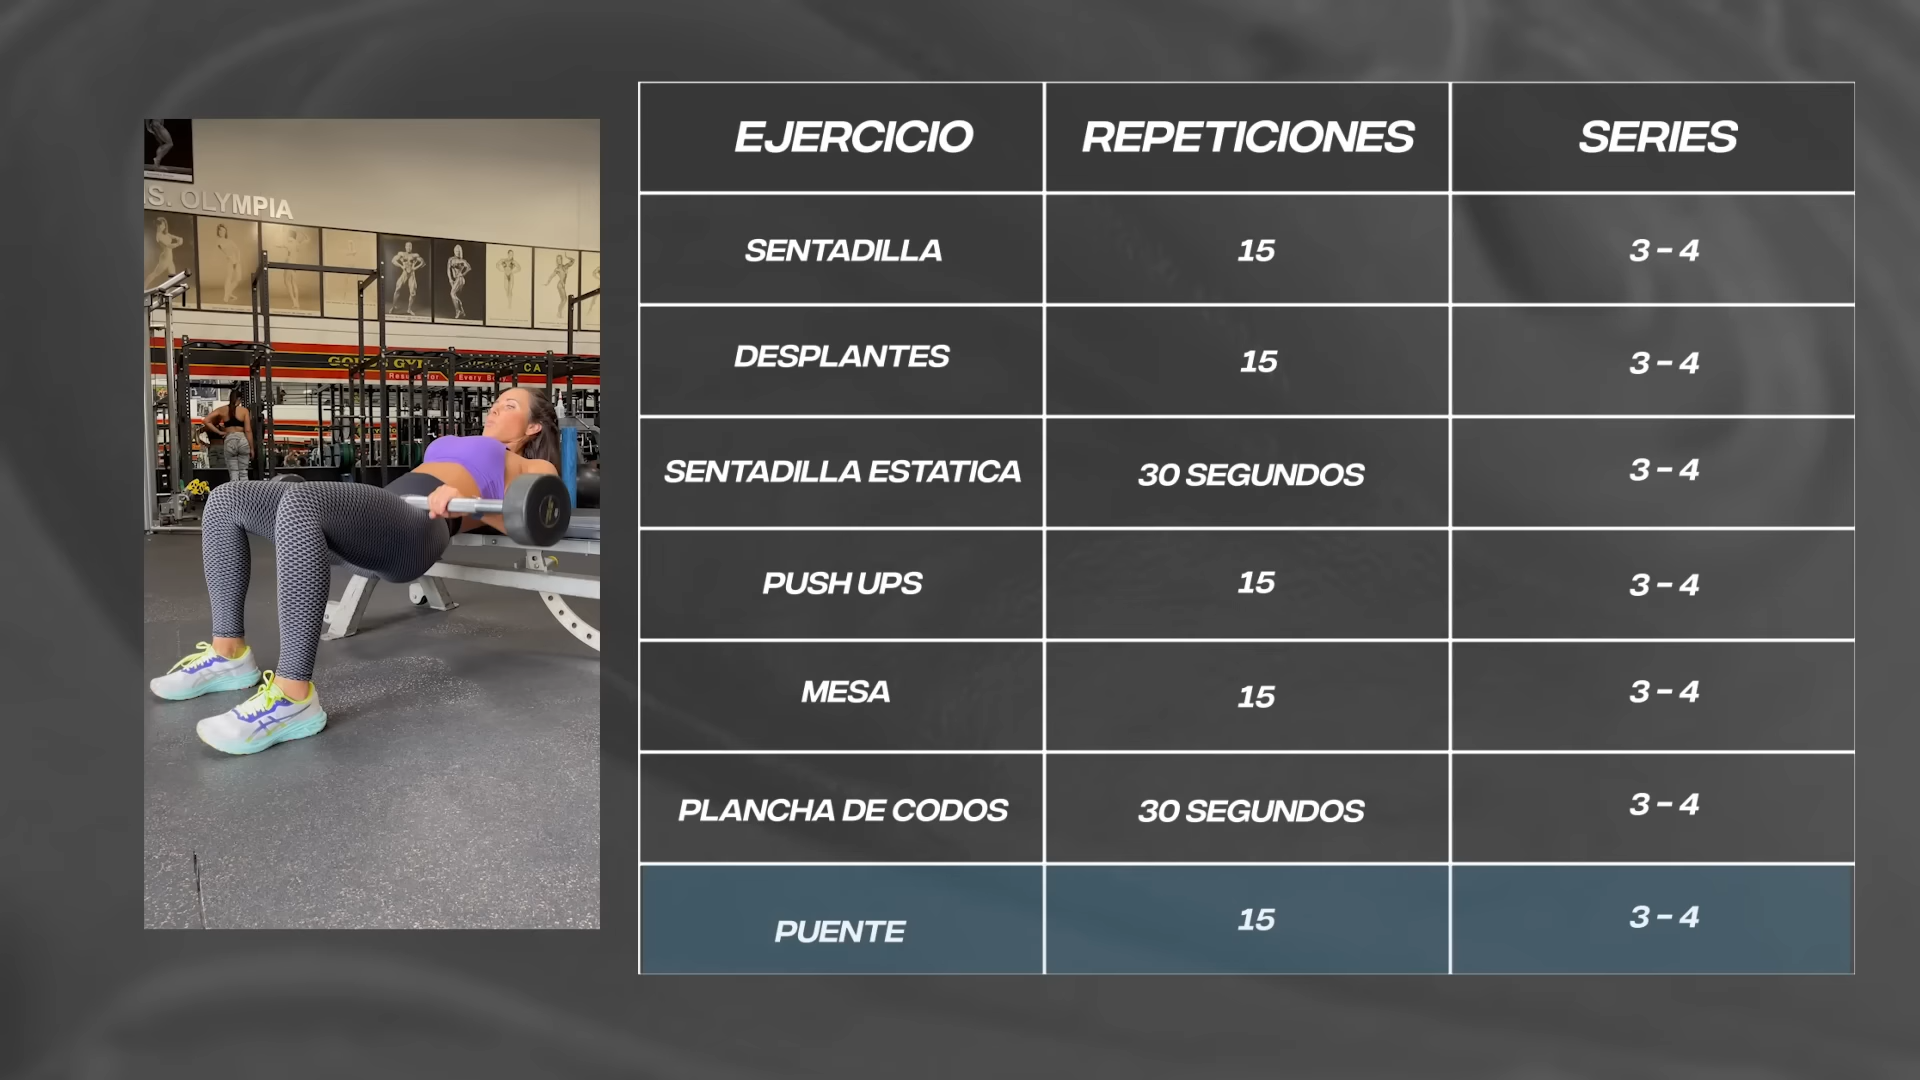 S. OLYMPIA
EJERCICIO REPETICIONES SERIES
SENTADILLA 15 3 - 4
DESPLANTES 15 3 - 4
SENTADILLA ESTATICA 30 SEGUNDOS 3 - 4
PUSH UPS 15 3 - 4
MESA 15 3 - 4
PLANCHA DE CODOS 30 SEGUNDOS 3 - 4
PUENTE 15 3 - 4